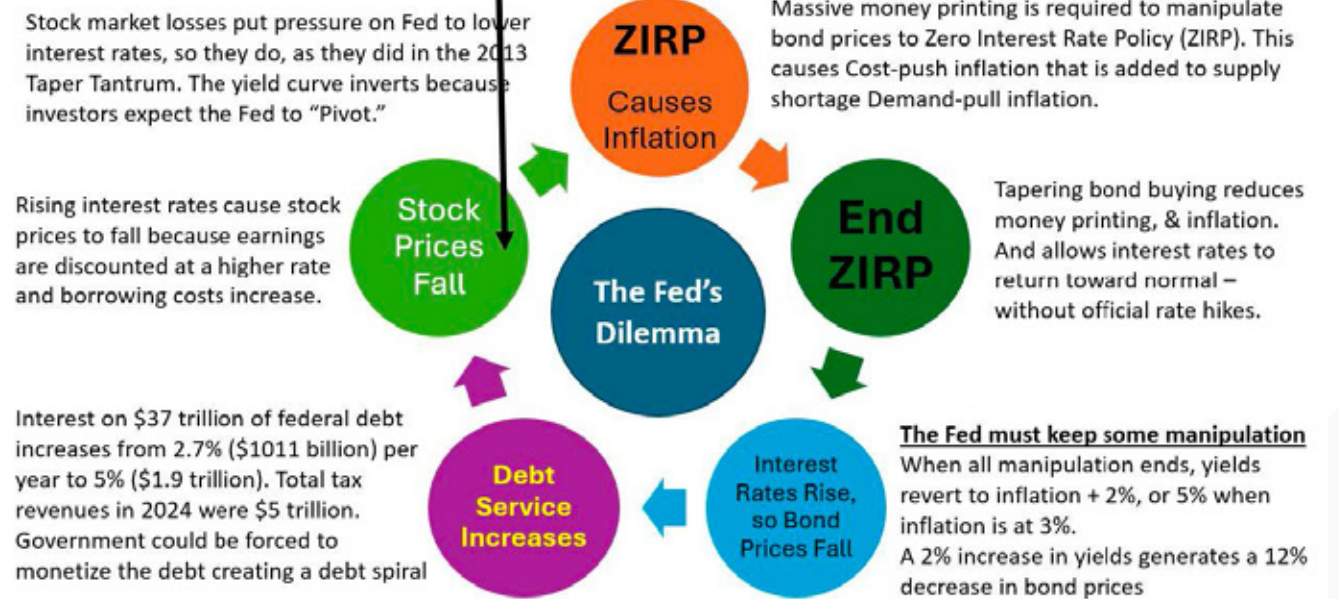 Stock market losses put pressure on Fed to lower
interest rates, so they do, as they did in the 2013
Taper Tantrum. The yield curve inverts because
investors expect the Fed to “Pivot.”
ZIRP
Causes
Inflation
Massive money printing is required to manipulate
bond prices to Zero Interest Rate Policy (ZIRP). This
causes Cost-push inflation that is added to supply
shortage Demand-pull inflation.
Rising interest rates cause stock
prices to fall because earnings
are discounted at a higher rate
and borrowing costs increase.
Stock
Prices
Fall
The Fed’s
Dilemma
End
ZIRP
Tapering bond buying reduces
money printing, & inflation.
And allows interest rates to
return toward normal –
without official rate hikes.
Interest on $37 trillion of federal debt
increases from 2.7% ($1011 billion) per
year to 5% ($1.9 trillion). Total tax
revenues in 2024 were $5 trillion.
Government could be forced to
monetize the debt creating a debt spiral
Debt
Service
Increases
Interest
Rates Rise,
so Bond
Prices Fall
The Fed must keep some manipulation
When all manipulation ends, yields
revert to inflation + 2%, or 5% when
inflation is at 3%.
A 2% increase in yields generates a 12%
decrease in bond prices